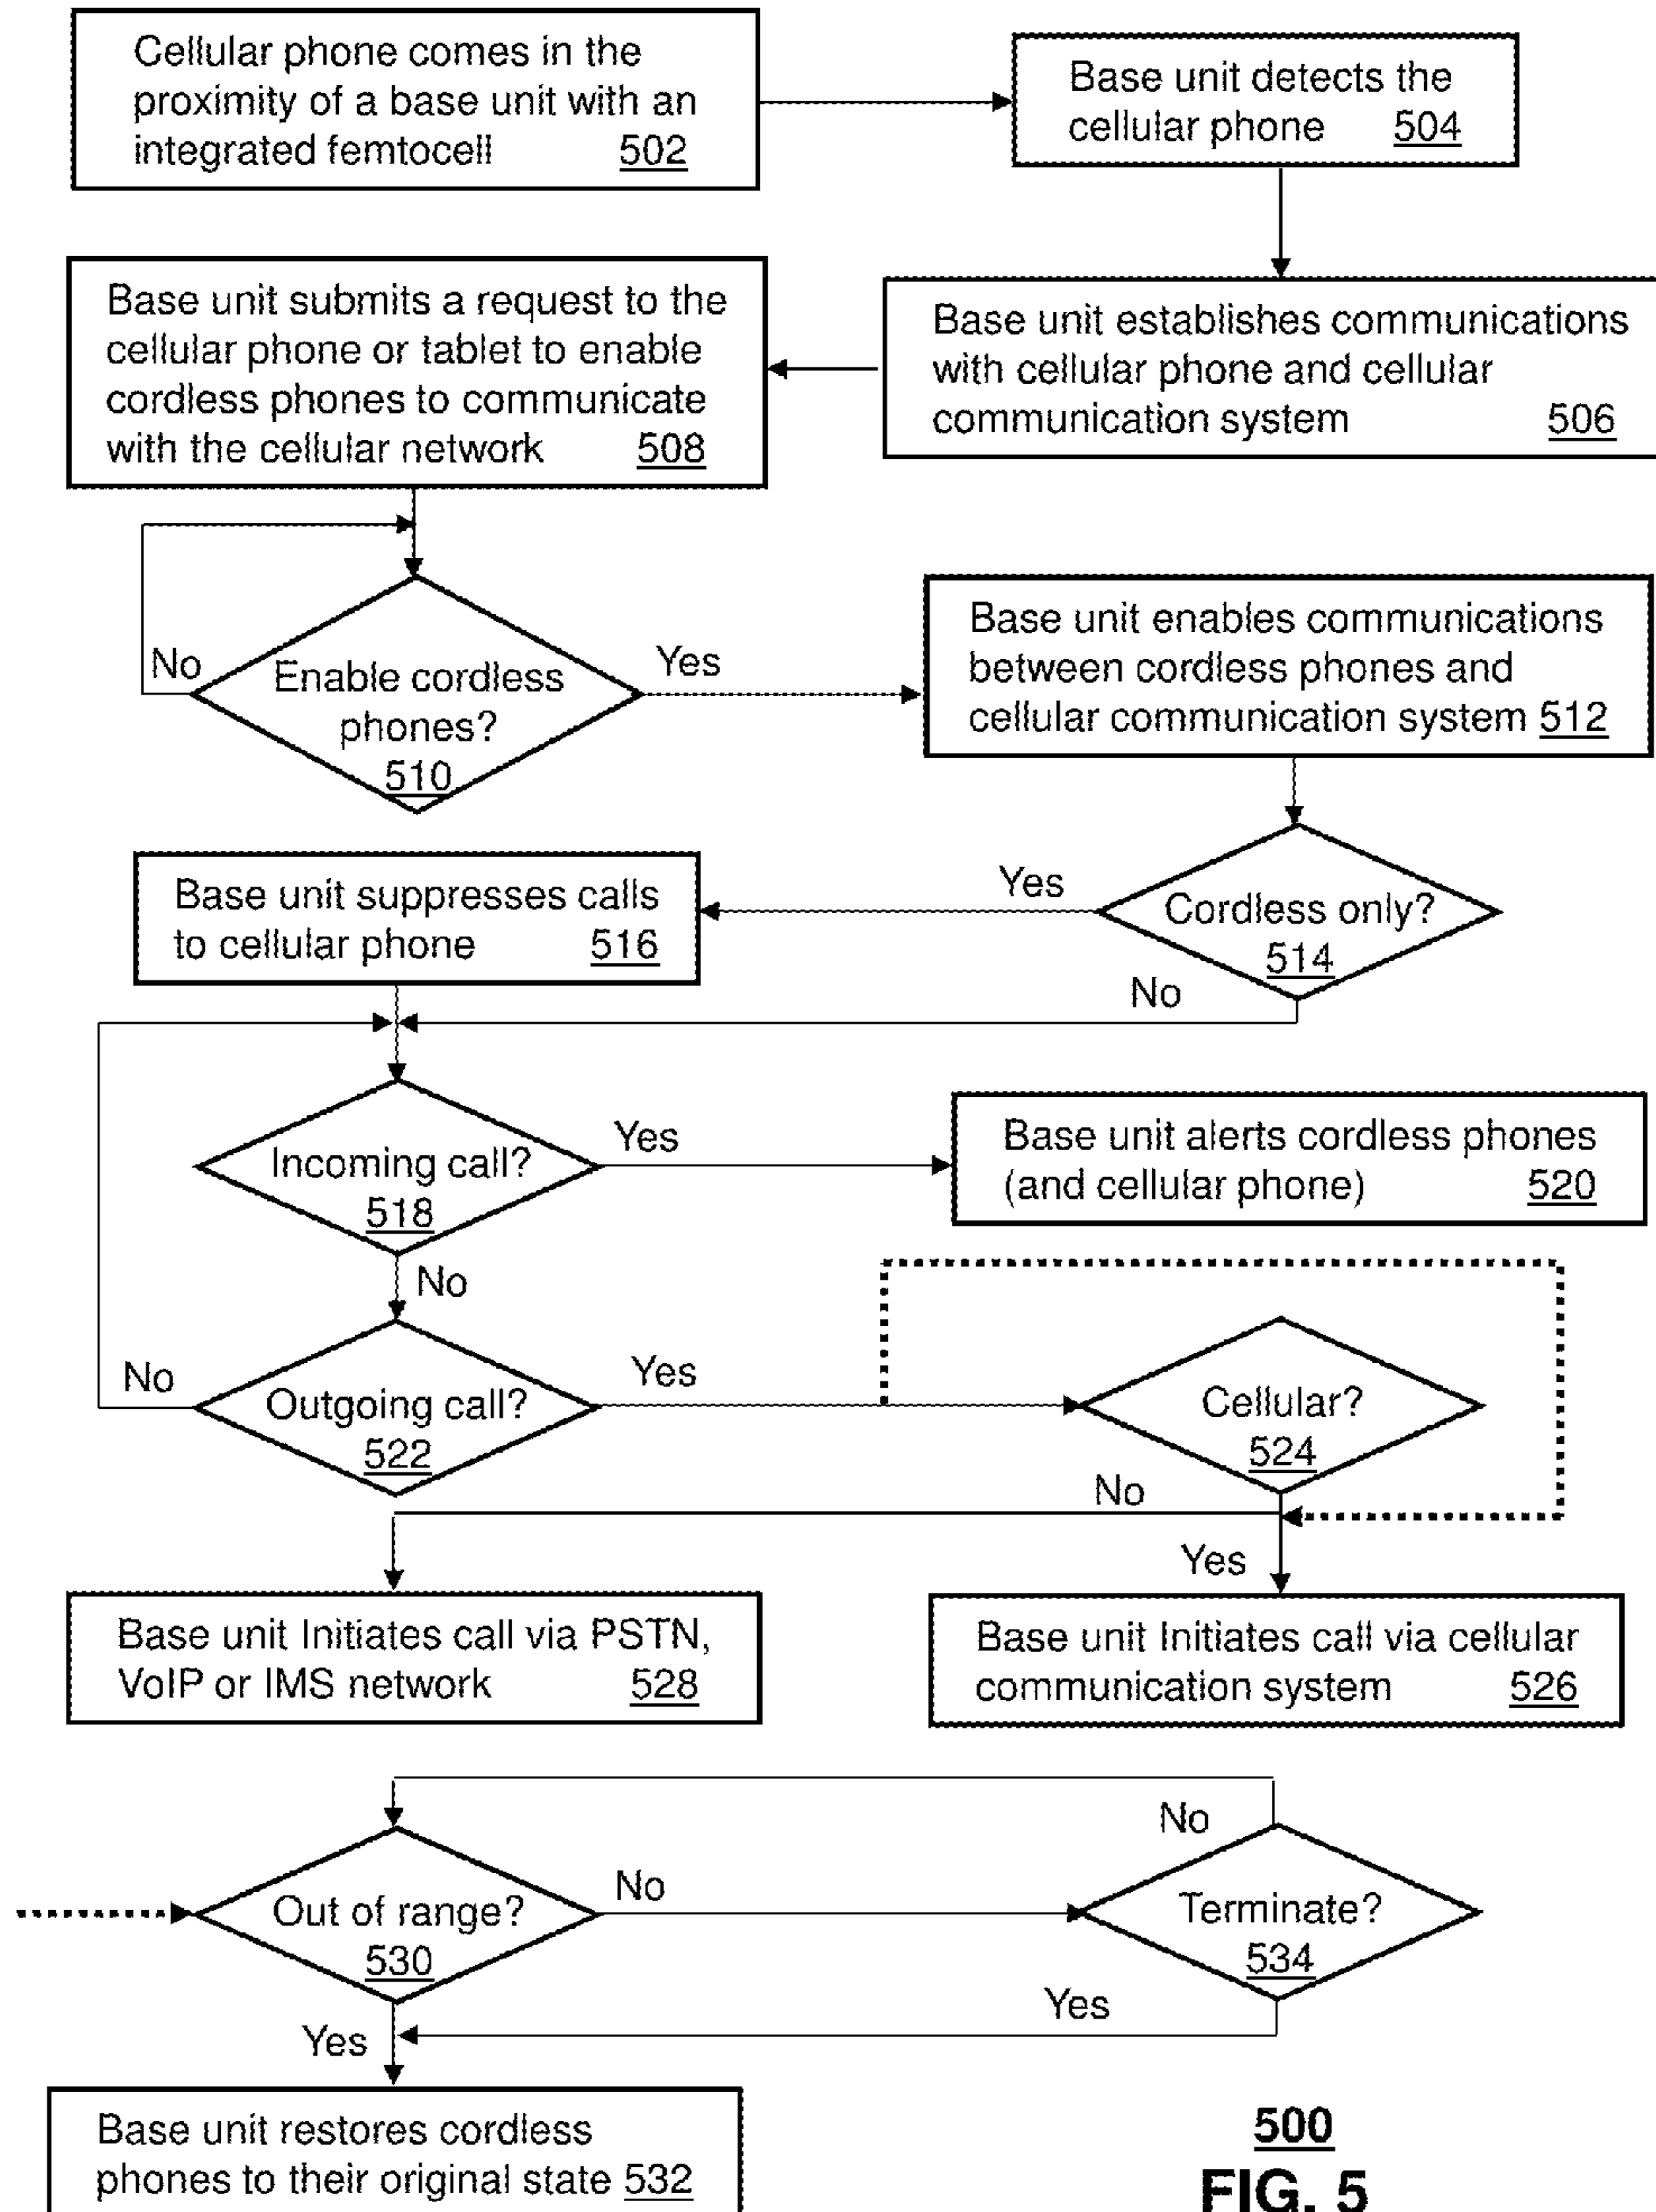 Cellular phone comes in the
proximity of a base unit with an
integrated femtocell 502
Base unit detects the
cellular phone 504
Base unit submits a request to the
cellular phone or tablet to enable
cordless phones to communicate
with the cellular network 508
Base unit establishes communications
with cellular phone and cellular
communication system 506
No
Enable cordless
phones?
510
Yes
Base unit enables communications
between cordless phones and
cellular communication system 512
Base unit suppresses calls
to cellular phone 516
Yes
Cordless only?
514
No
Incoming call?
518
Yes
Base unit alerts cordless phones
(and cellular phone) 520
No
No
Outgoing call?
522
Yes
Cellular?
524
No
Yes
Base unit Initiates call via PSTN,
VoIP or IMS network 528
Base unit Initiates call via cellular
communication system 526
No
Out of range?
530
No
Terminate?
534
Yes
Yes
Base unit restores cordless
phones to their original state 532
500
FIG. 5